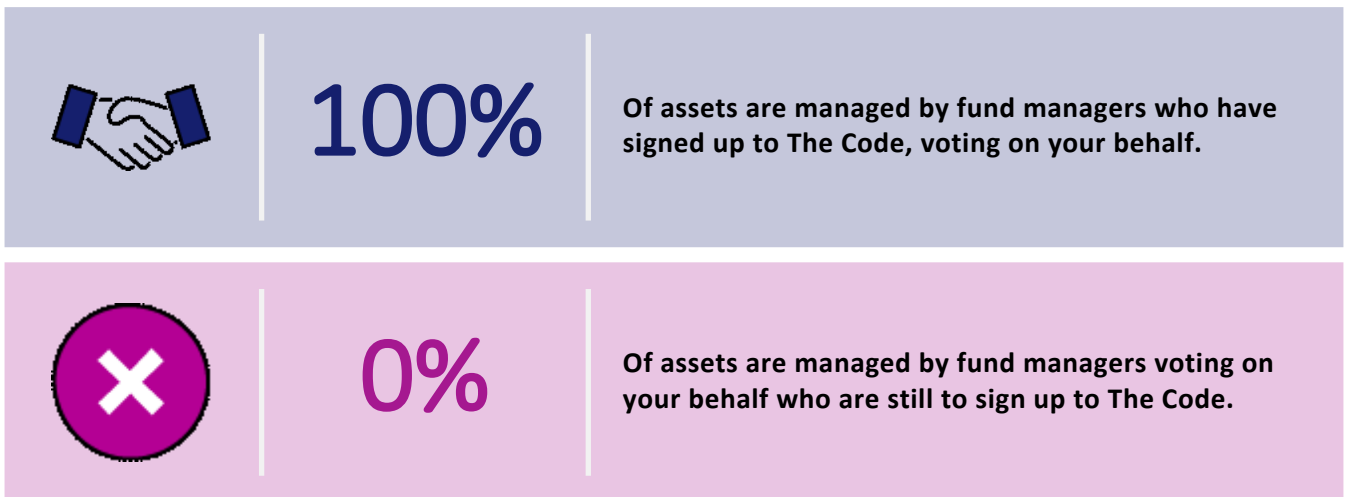 100%
Of assets are managed by fund managers who have
signed up to The Code, voting on your behalf.
0%
Of assets are managed by fund managers voting on
your behalf who are still to sign up to The Code.